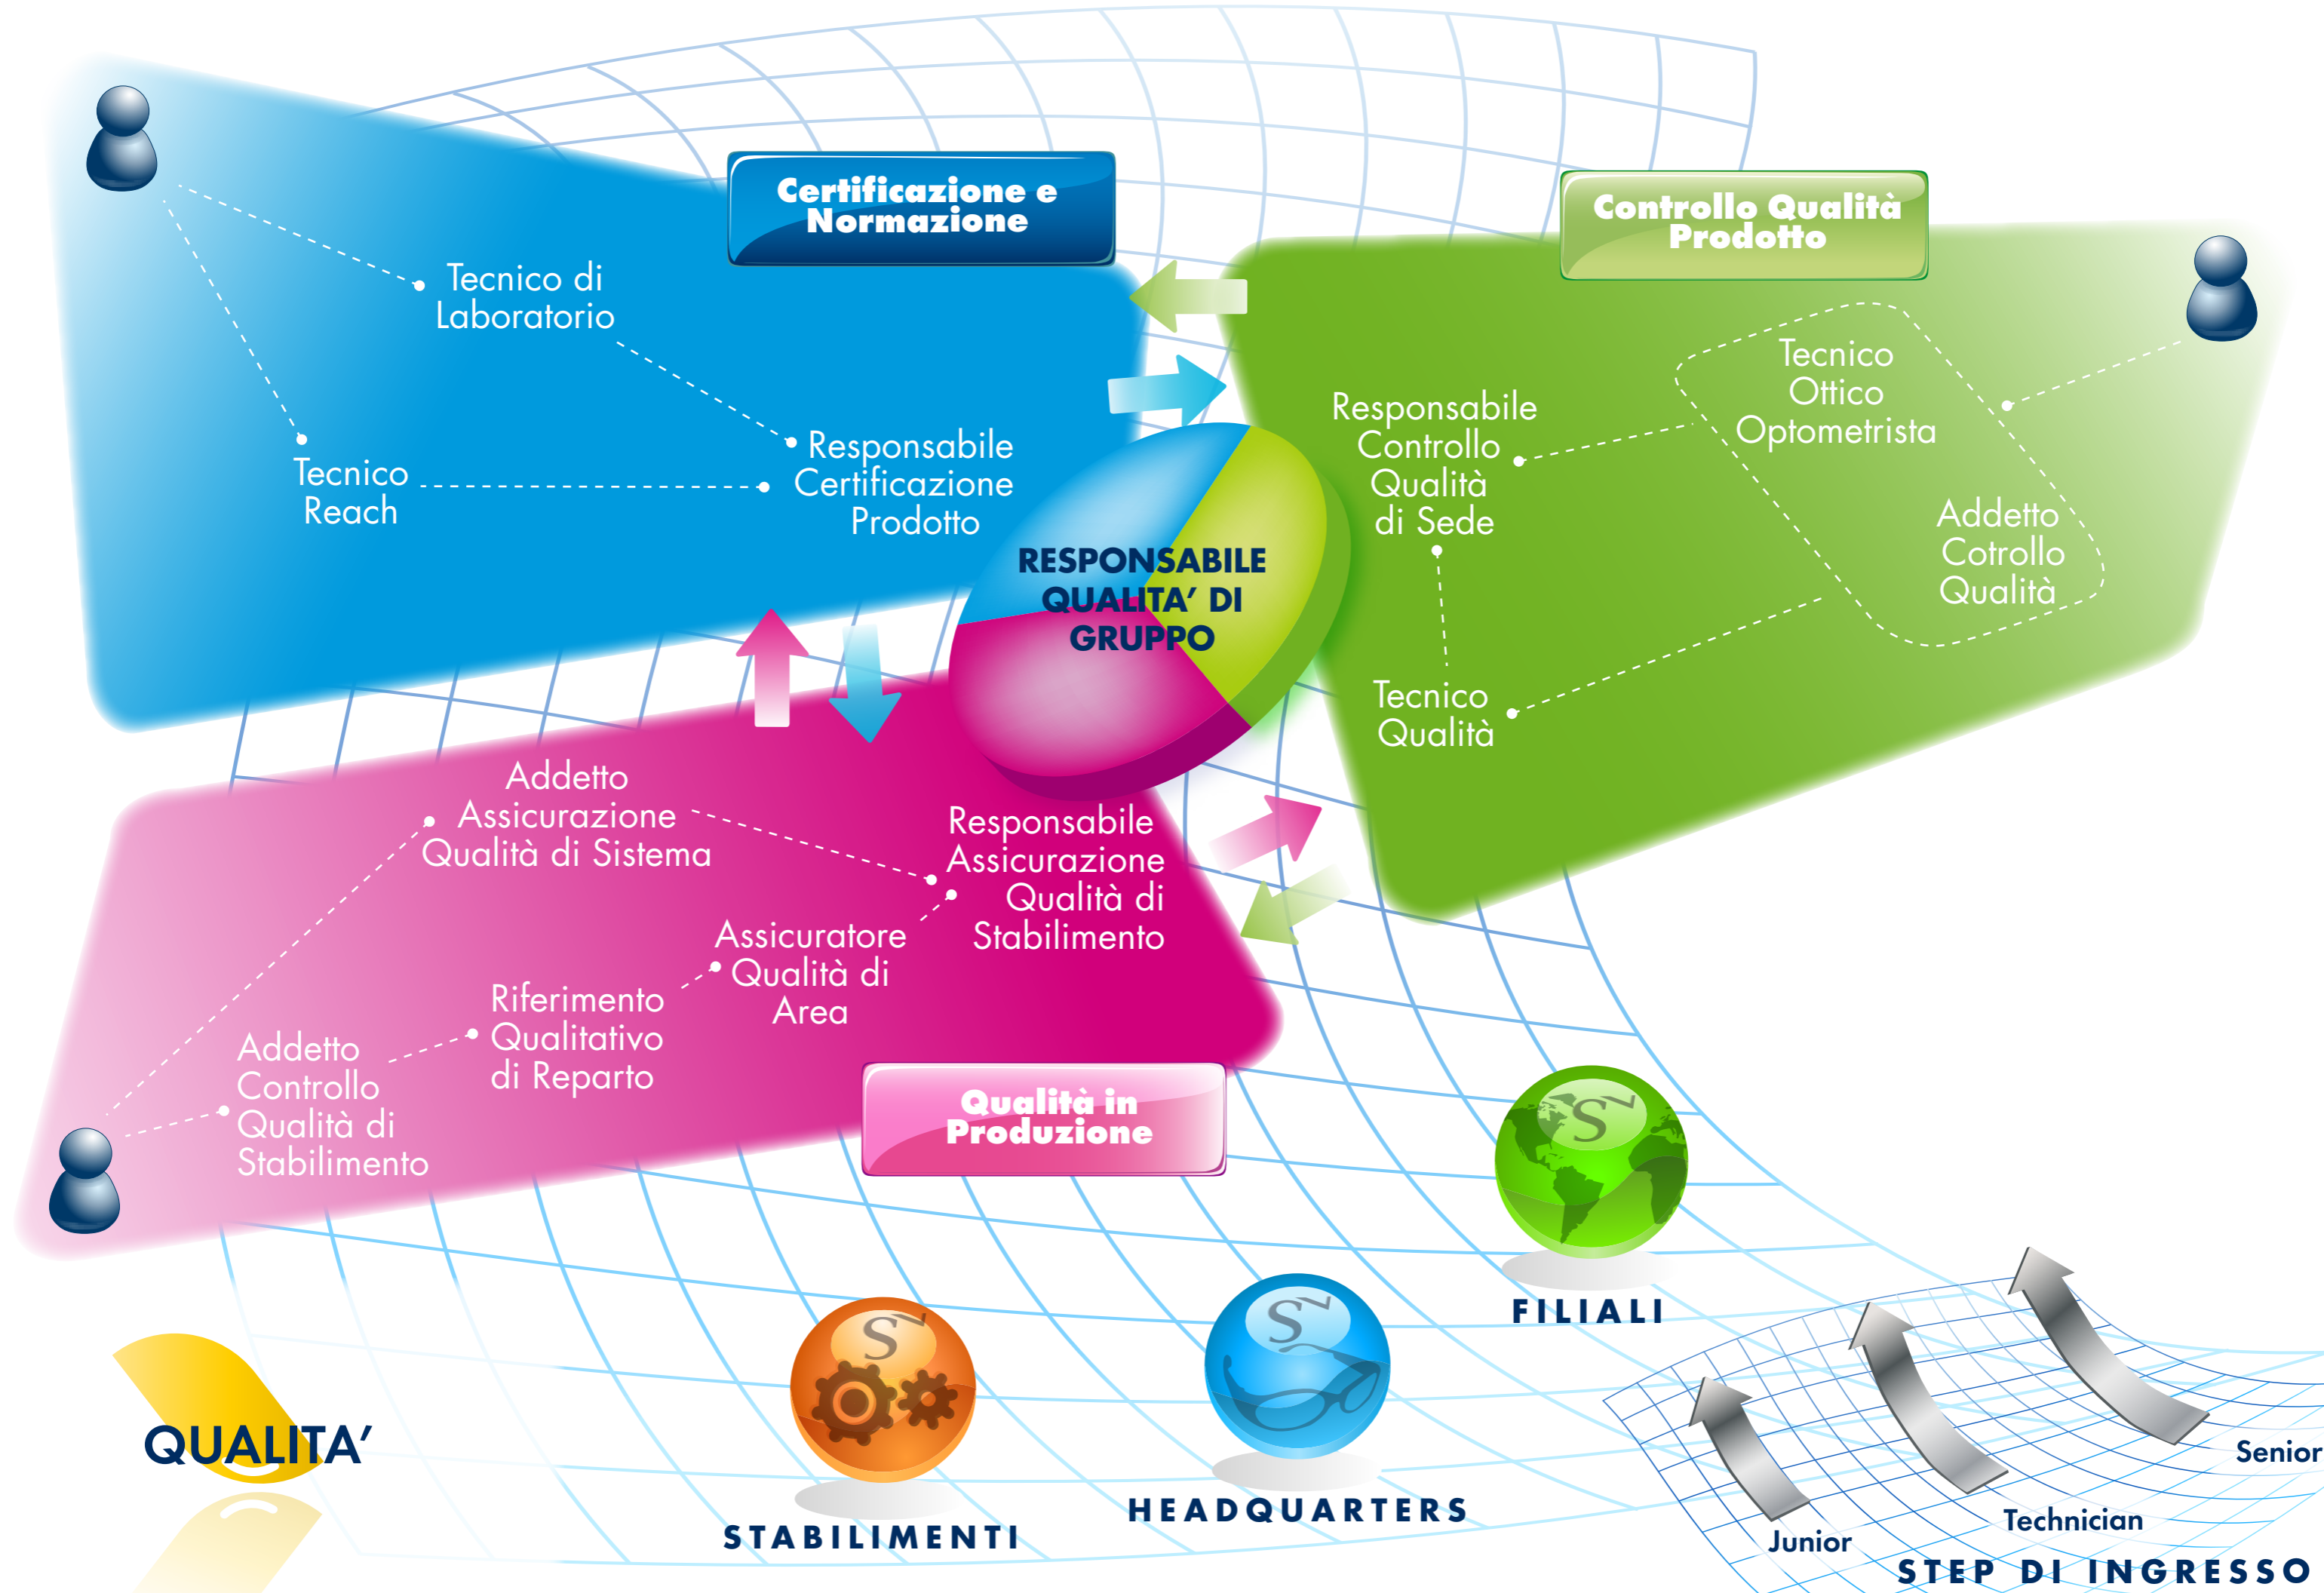 Certificazione e
Normazione
Controllo Qualità
Prodotto
Tecnico di
Laboratorio
Tecnico
Reach
Responsabile
Certificazione
Prodotto
Responsabile
Controllo
Qualità
di Sede
Tecnico
Ottico
Optometrista
Addetto
Cotrollo
Qualità
Tecnico
Qualità
RESPONSABILE
QUALITA’ DI
GRUPPO
Addetto
Assicurazione
Qualità di Sistema
Responsabile
Assicurazione
Qualità di
Stabilimento
Assicuratore
Qualità di
Area
Riferimento
Qualitativo
di Reparto
Addetto
Controllo
Qualità di
Stabilimento
Qualità in
Produzione
FILIALI
HEADQUARTERS
STABILIMENTI
QUALITA’
Senior
Technician
Junior
STEP DI INGRESSO